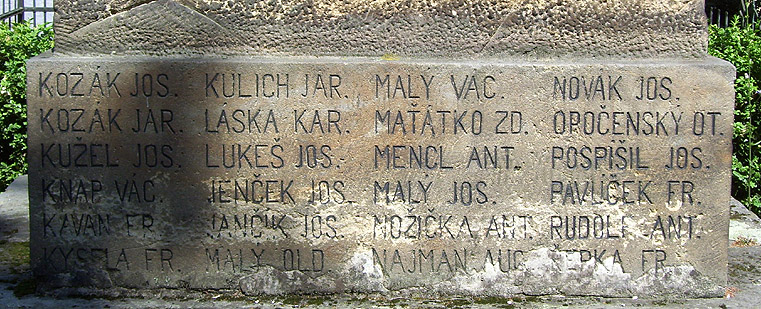 KOZÁK JOS. KULICH JAR. MALÝ VÁC. NOVÁK JOS.
KOZÁK JAR. LÁSKA KAR. MAŤÁTKO ZD. OPOČENSKÝ OT.
KUŽEL JOS. LUKEŠ JOS. MENCL ANT. POSPÍŠIL JOS.
KNAP VÁC. JENČEK JOS. MALÝ JOS. PAVLÍČEK FR.
KAVAN FR. JANČÍK JOS. NOŽIČKA ANT. RUDOLF ANT.
KYSELA FR. MALÝ OLD. NAJMAN AUG. FR.